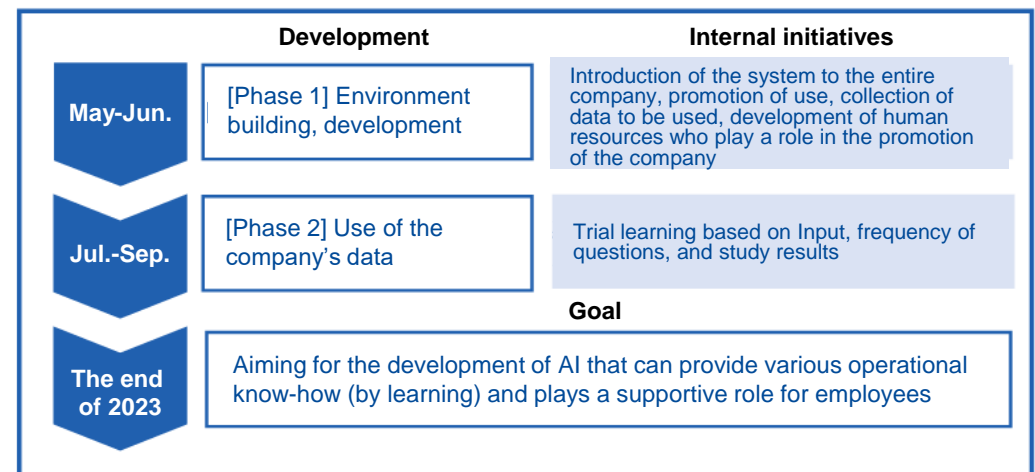 Development
Internal initiatives
May-Jun.
[Phase 1] Environment
building, development
Introduction of the system to the entire
company, promotion of use, collection of
data to be used, development of human
resources who play a role in the promotion
of the company
Jul.-Sep.
[Phase 2] Use of the
company’s data
Trial learning based on Input, frequency of
questions, and study results
Goal
The end
of 2023
Aiming for the development of AI that can provide various operational
know-how (by learning) and plays a supportive role for employees